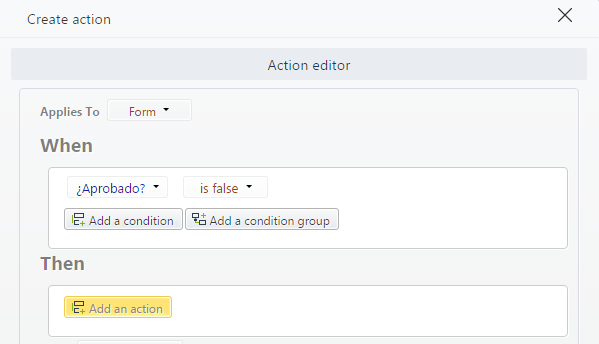 Create action
Action editor
Applies To Form
When
¿Aprobado? is false
Add a condition Add a condition group
Then
Add an action